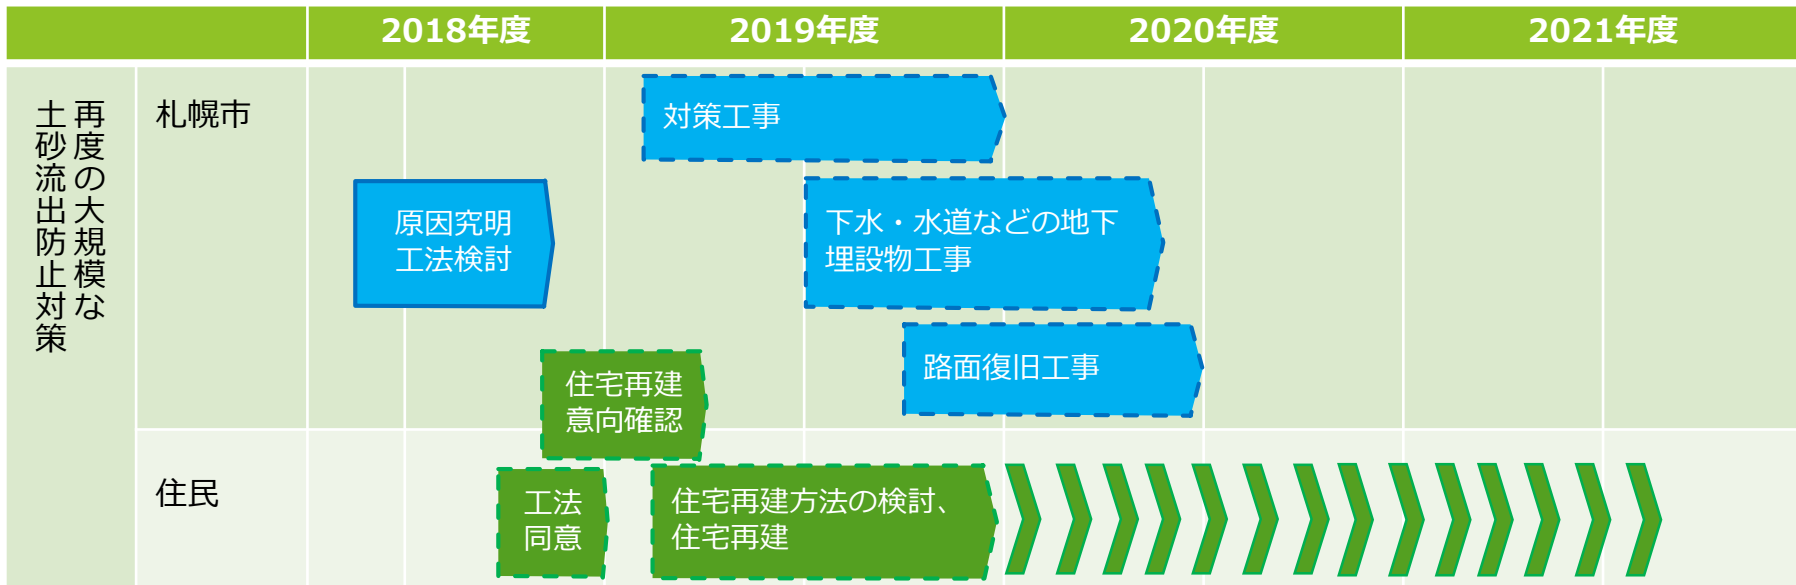 2018年度
2019年度
2020年度
2021年度
再度の大規模な
土砂流出防止対策
札幌市
対策工事
原因究明
工法検討
下水・水道などの地下
埋設物工事
路面復旧工事
住宅再建
意向確認
住民
工法
同意
住宅再建方法の検討、
住宅再建